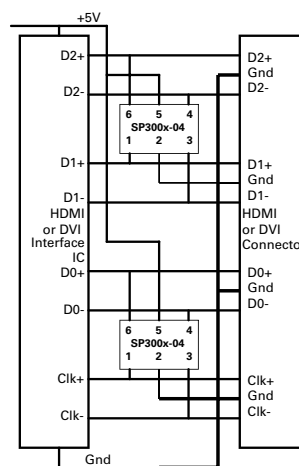 +5V
D2+ D2+
Gnd
D2- D2-
6 5 4
SP300x-04
1 2 3
D1+ D1+
Gnd
D1- D1-
HDMI HDMI
or DVI or DVI
Interface Connecto
IC
D0+ D0+
Gnd
D0- D0-
6 5 4
SP300x-04
1 2 3
Clk+ Clk+
Gnd
Clk- Clk-
Gnd